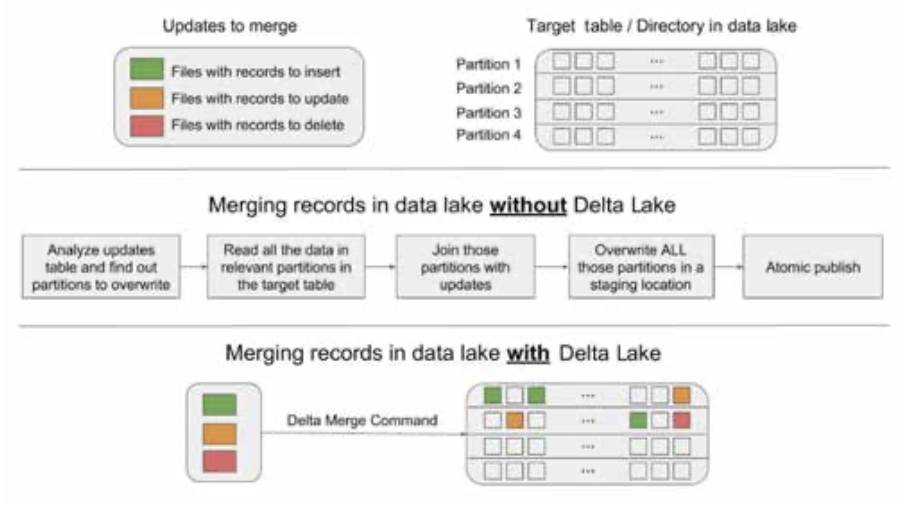 Updates to merge
Files with records to insert
Files with records to update
Files with records to delete
Target table / Directory in data lake
Partition 1
...
Partition 2
...
Partition 3
...
Partition 4
...
Merging records in data lake without Delta Lake
Analyze updates
table and find out
partitions to overwrite
Read all the data in
relevant partitions in
the target table
Join those
partitions with
updates
Overwrite ALL
those partitions in a
staging location
Atomic publish
Merging records in data lake with Delta Lake
Delta Merge Command
...
...
...
...